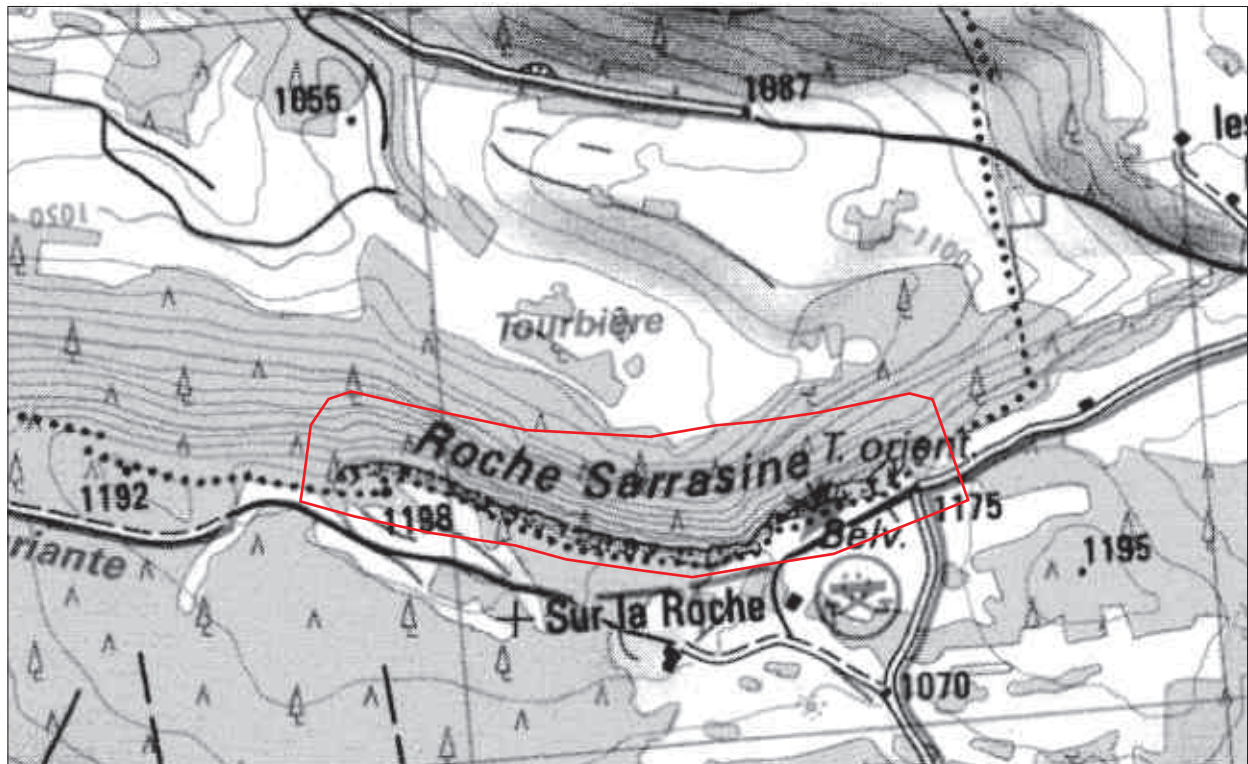 1087
1055
les
1020
1100
Tourbière
Roche Sarrasine
T. orient.
1192
1198
1175
riante
Belv.
1195
Sur la Roche
1070